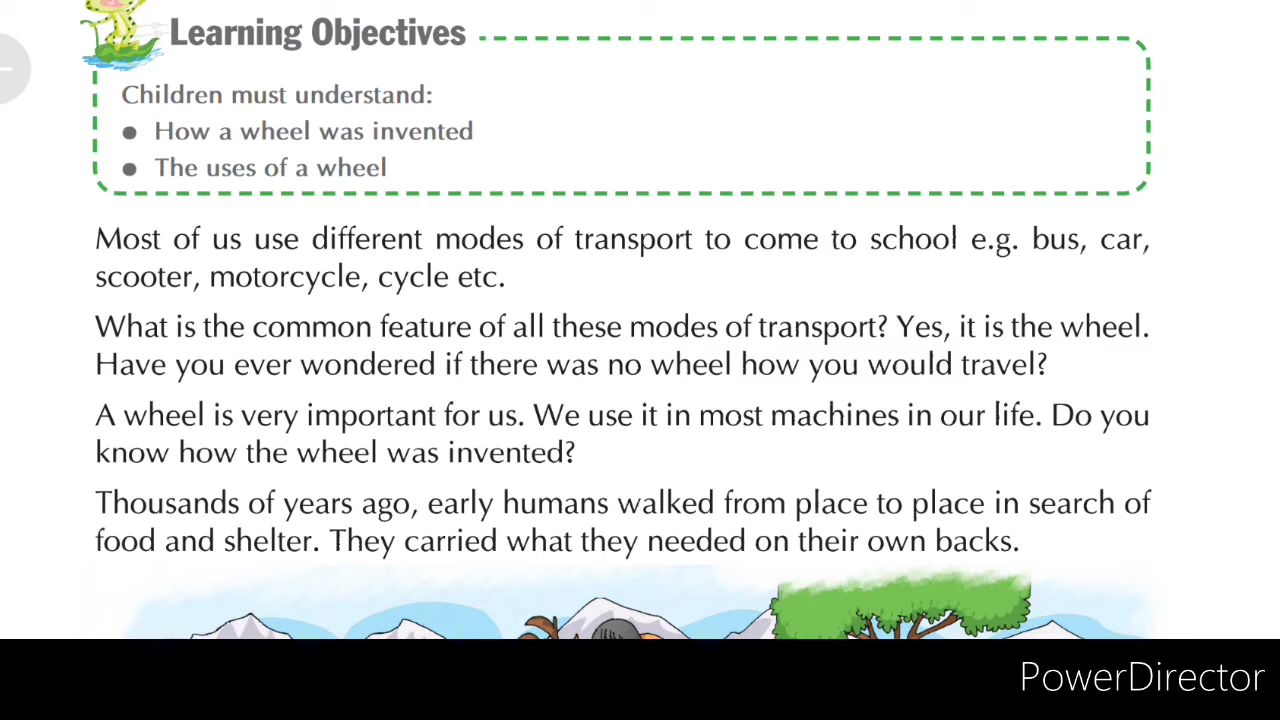 Learning Objectives
Children must understand:
● How a wheel was invented
● The uses of a wheel
Most of us use different modes of transport to come to school e.g. bus, car,
scooter, motorcycle, cycle etc.
What is the common feature of all these modes of transport? Yes, it is the wheel.
Have you ever wondered if there was no wheel how you would travel?
A wheel is very important for us. We use it in most machines in our life. Do you
know how the wheel was invented?
Thousands of years ago, early humans walked from place to place in search of
food and shelter. They carried what they needed on their own backs.
PowerDirector